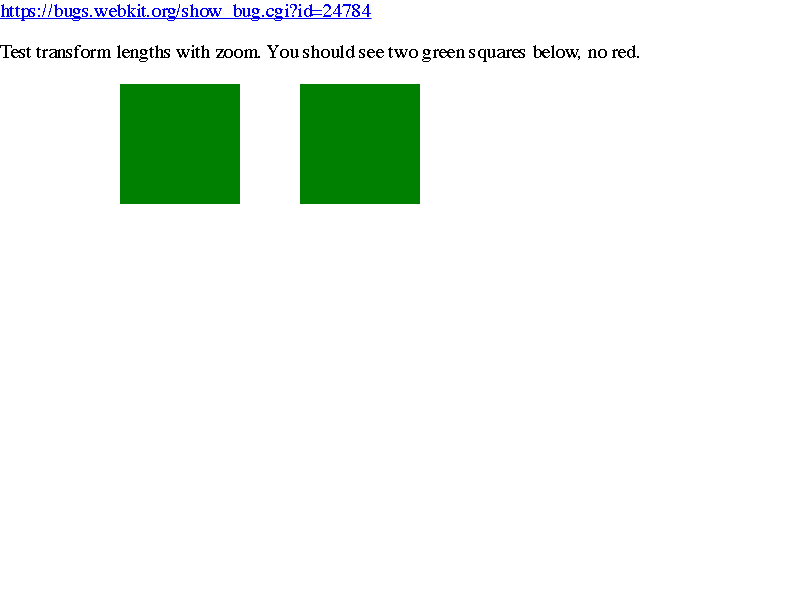 https://bugs.webkit.org/show_bug.cgi?id=24784
Test transform lengths with zoom. You should see two green squares below, no red.